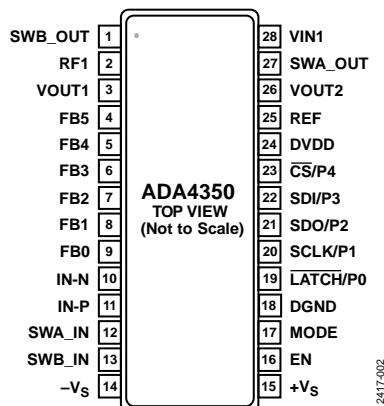 SWB_OUT 1 28 VIN1
RF1 2 27 SWA_OUT
VOUT1 3 26 VOUT2
FB5 4 25 REF
FB4 5 24 DVDD
FB3 6 23 C̅S̅/P4
FB2 7 22 SDI/P3
FB1 8 21 SDO/P2
FB0 9 20 SCLK/P1
IN-N 10 19 L̅A̅T̅C̅H̅/P0
IN-P 11 18 DGND
SWA_IN 12 17 MODE
SWB_IN 13 16 EN
–VS 14 15 +VS
ADA4350
TOP VIEW
(Not to Scale)
2417-002